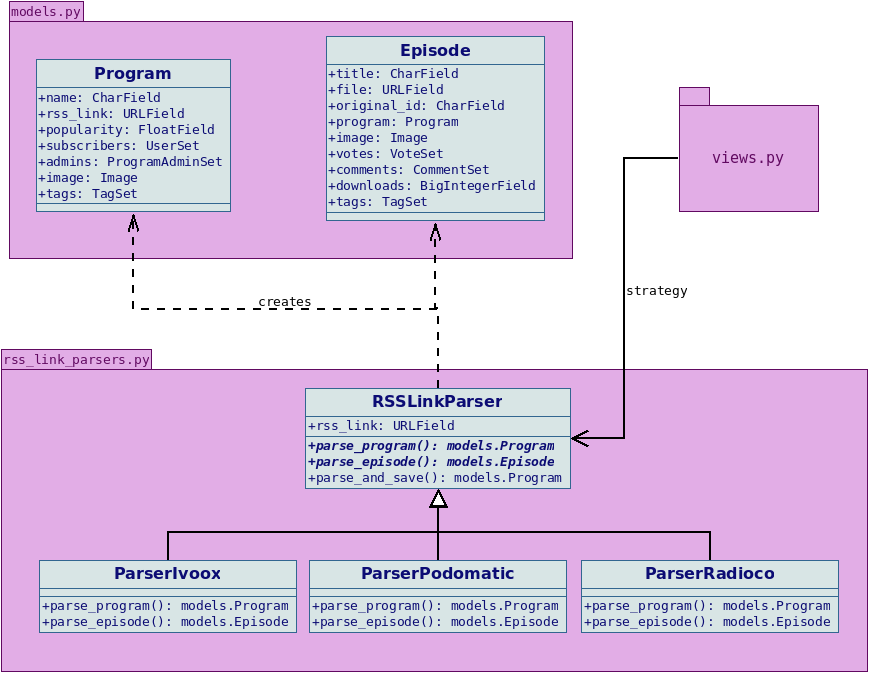 models.py
Program
+name: CharField
+rss_link: URLField
+popularity: FloatField
+subscribers: UserSet
+admins: ProgramAdminSet
+image: Image
+tags: TagSet
Episode
+title: CharField
+file: URLField
+original_id: CharField
+program: Program
+image: Image
+votes: VoteSet
+comments: CommentSet
+downloads: BigIntegerField
+tags: TagSet
views.py
creates
strategy
rss_link_parsers.py
RSSLinkParser
+rss_link: URLField
+parse_program(): models.Program
+parse_episode(): models.Episode
+parse_and_save(): models.Program
ParserIvoox
+parse_program(): models.Program
+parse_episode(): models.Episode
ParserPodomatic
+parse_program(): models.Program
+parse_episode(): models.Episode
ParserRadioco
+parse_program(): models.Program
+parse_episode(): models.Episode